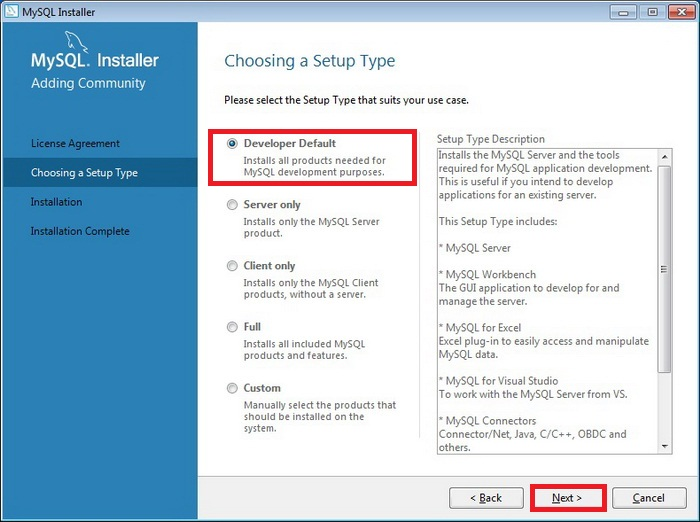 MySQL Installer
MySQL. Installer
Adding Community
License Agreement
Choosing a Setup Type
Installation
Installation Complete
Choosing a Setup Type
Please select the Setup Type that suits your use case.
Developer Default
Installs all products needed for
MySQL development purposes.
Server only
Installs only the MySQL Server
product.
Client only
Installs only the MySQL Client
products, without a server.
Full
Installs all included MySQL
products and features.
Custom
Manually select the products that
should be installed on the
system.
Setup Type Description
Installs the MySQL Server and the tools
required for MySQL application development.
This is useful if you intend to develop
applications for an existing server.
This Setup Type includes:
* MySQL Server
* MySQL Workbench
The GUI application to develop for and
manage the server.
* MySQL for Excel
Excel plug-in to easily access and manipulate
MySQL data.
* MySQL for Visual Studio
To work with the MySQL Server from VS.
* MySQL Connectors
Connector/Net, Java, C/C++, OBDC and
others.
< Back
Next >
Cancel